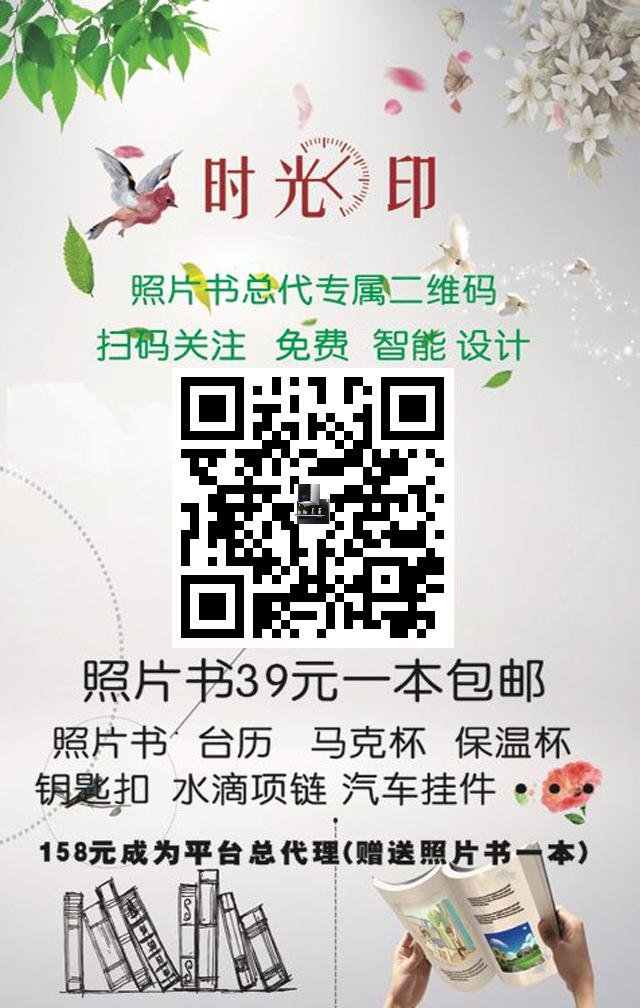 时光印
照片书总代专属二维码
扫码关注 免费 智能 设计
照片书39元一本包邮
照片书 台历 马克杯 保温杯
钥匙扣 水滴项链 汽车挂件
158元成为平台总代理(赠送照片书一本)